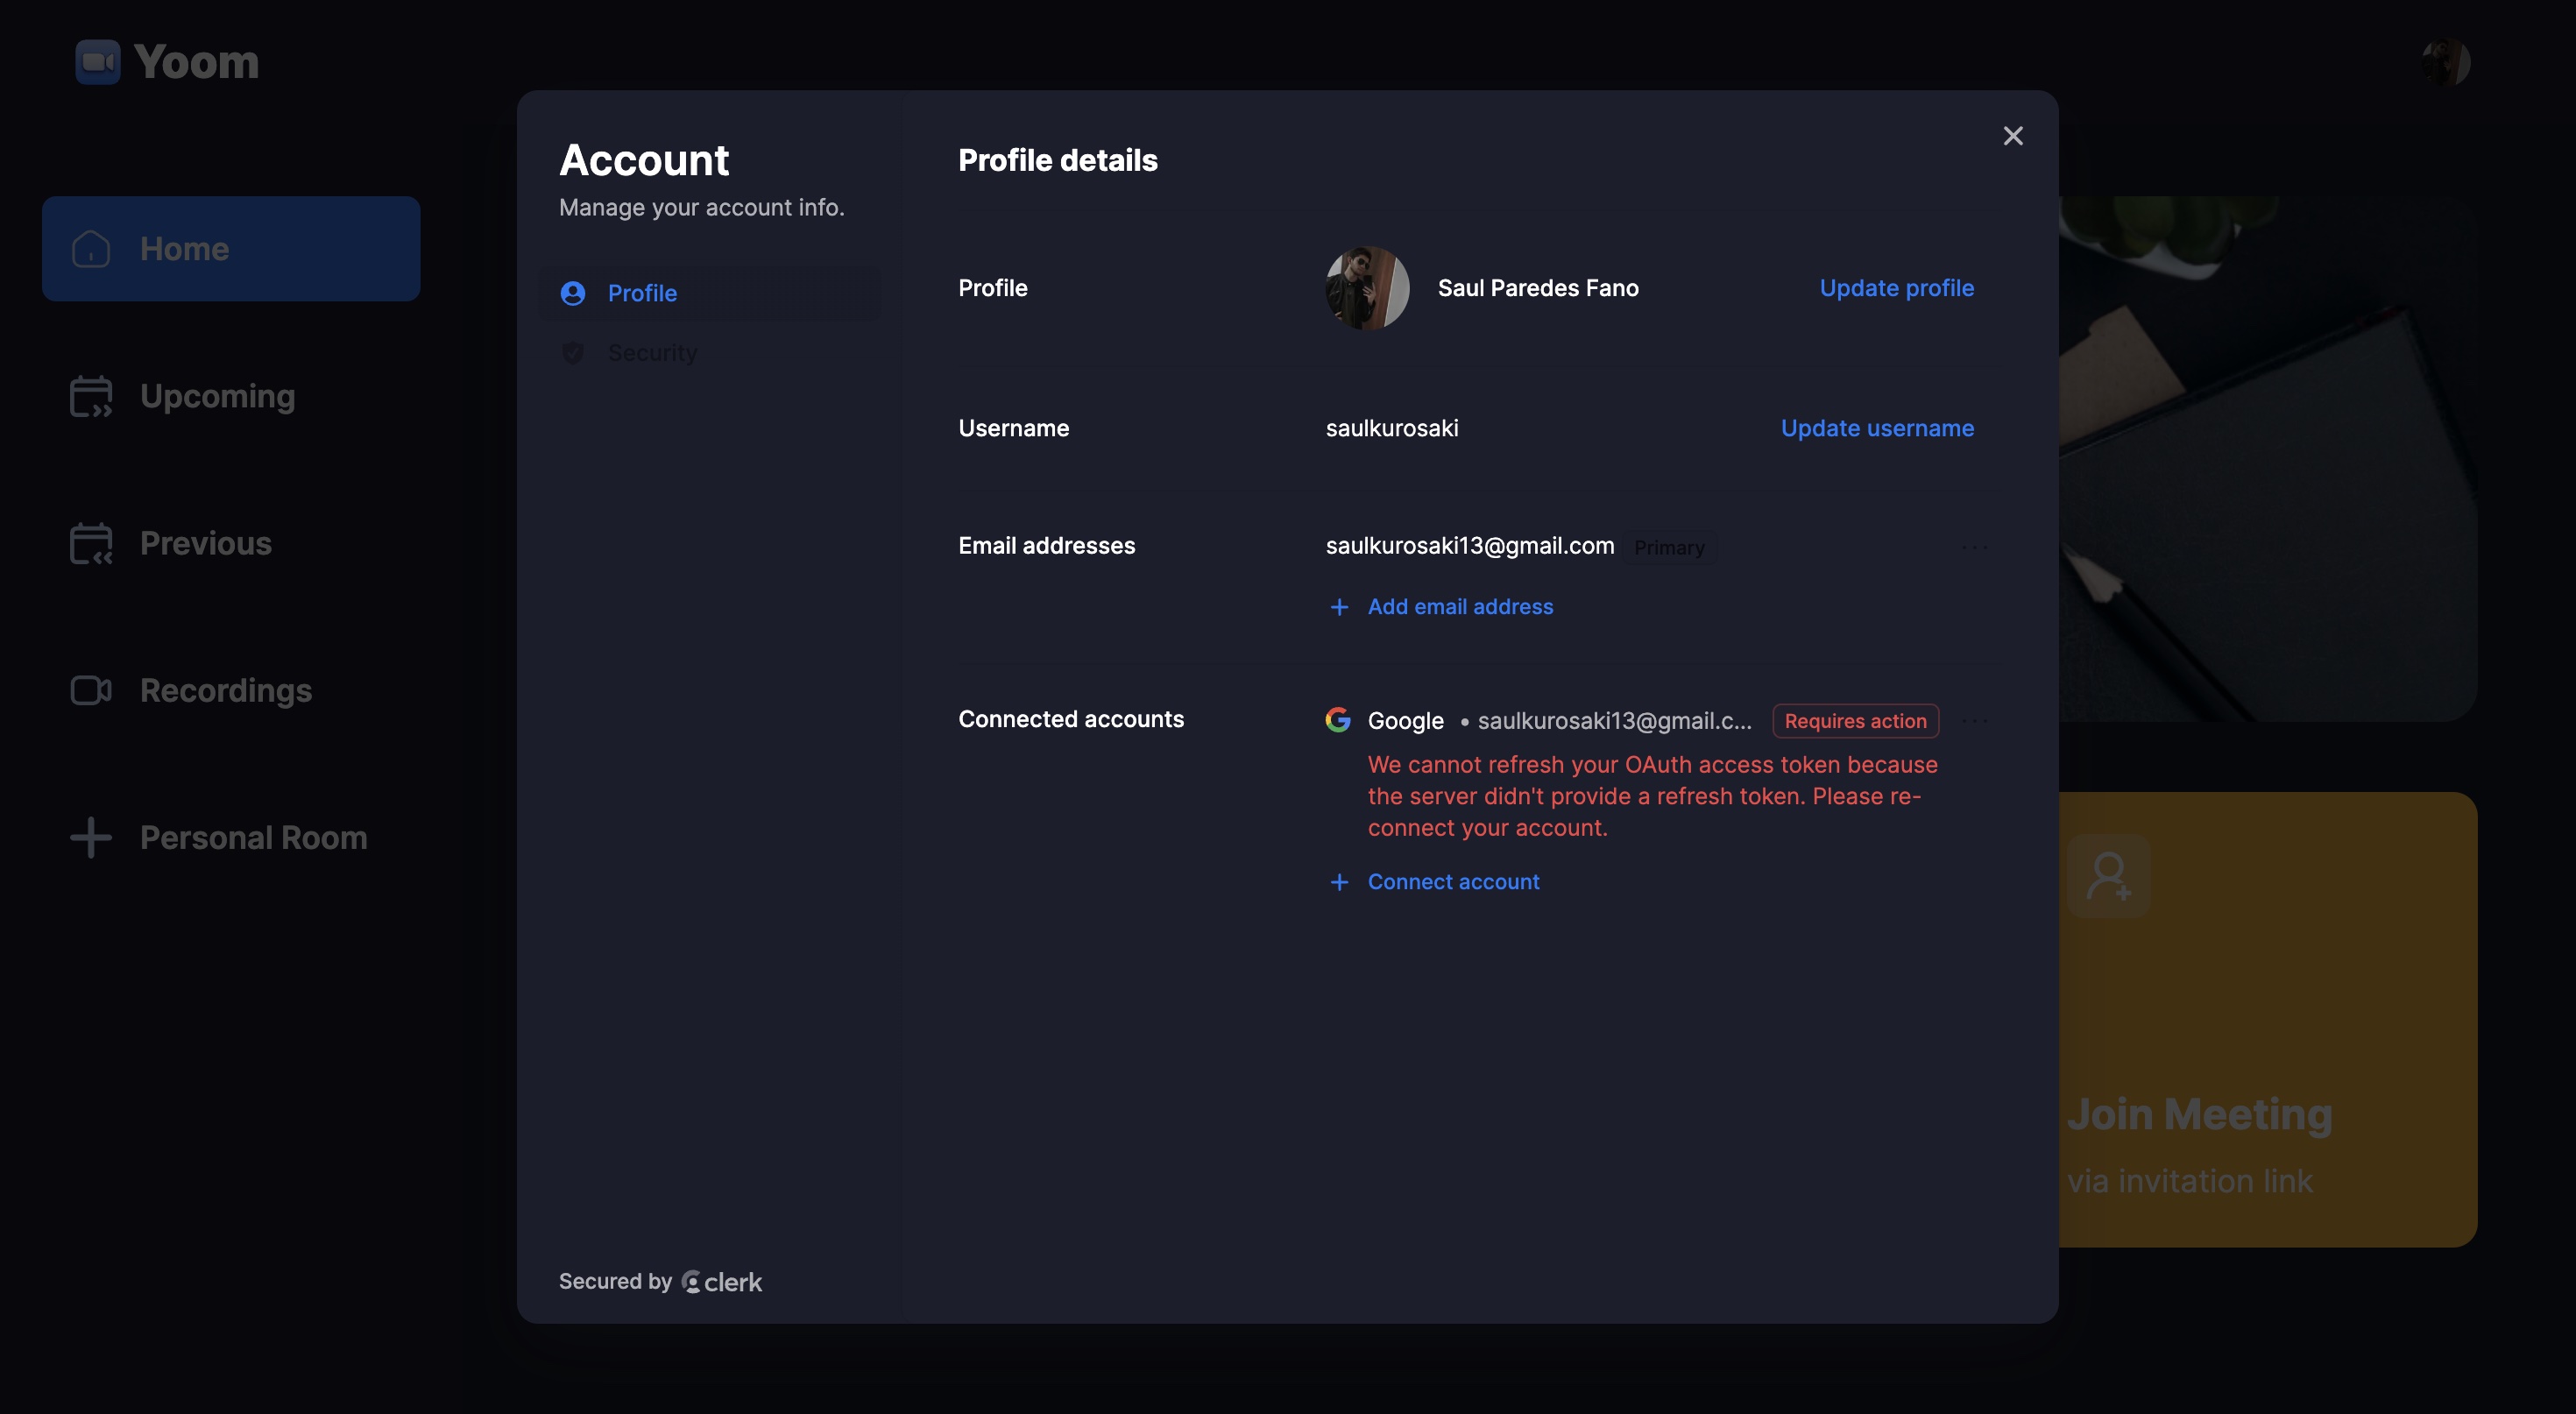 Yoom
Home
Upcoming
Previous
Recordings
Personal Room
Account
Manage your account info.
Profile
Security
Secured by clerk
Profile details
Profile
Saul Paredes Fano
Update profile
Username
saulkurosaki
Update username
Email addresses
saulkurosaki13@gmail.com Primary
Add email address
Connected accounts
Google • saulkurosaki13@gmail.c... Requires action
We cannot refresh your OAuth access token because
the server didn't provide a refresh token. Please re-
connect your account.
Connect account
Join Meeting
via invitation link